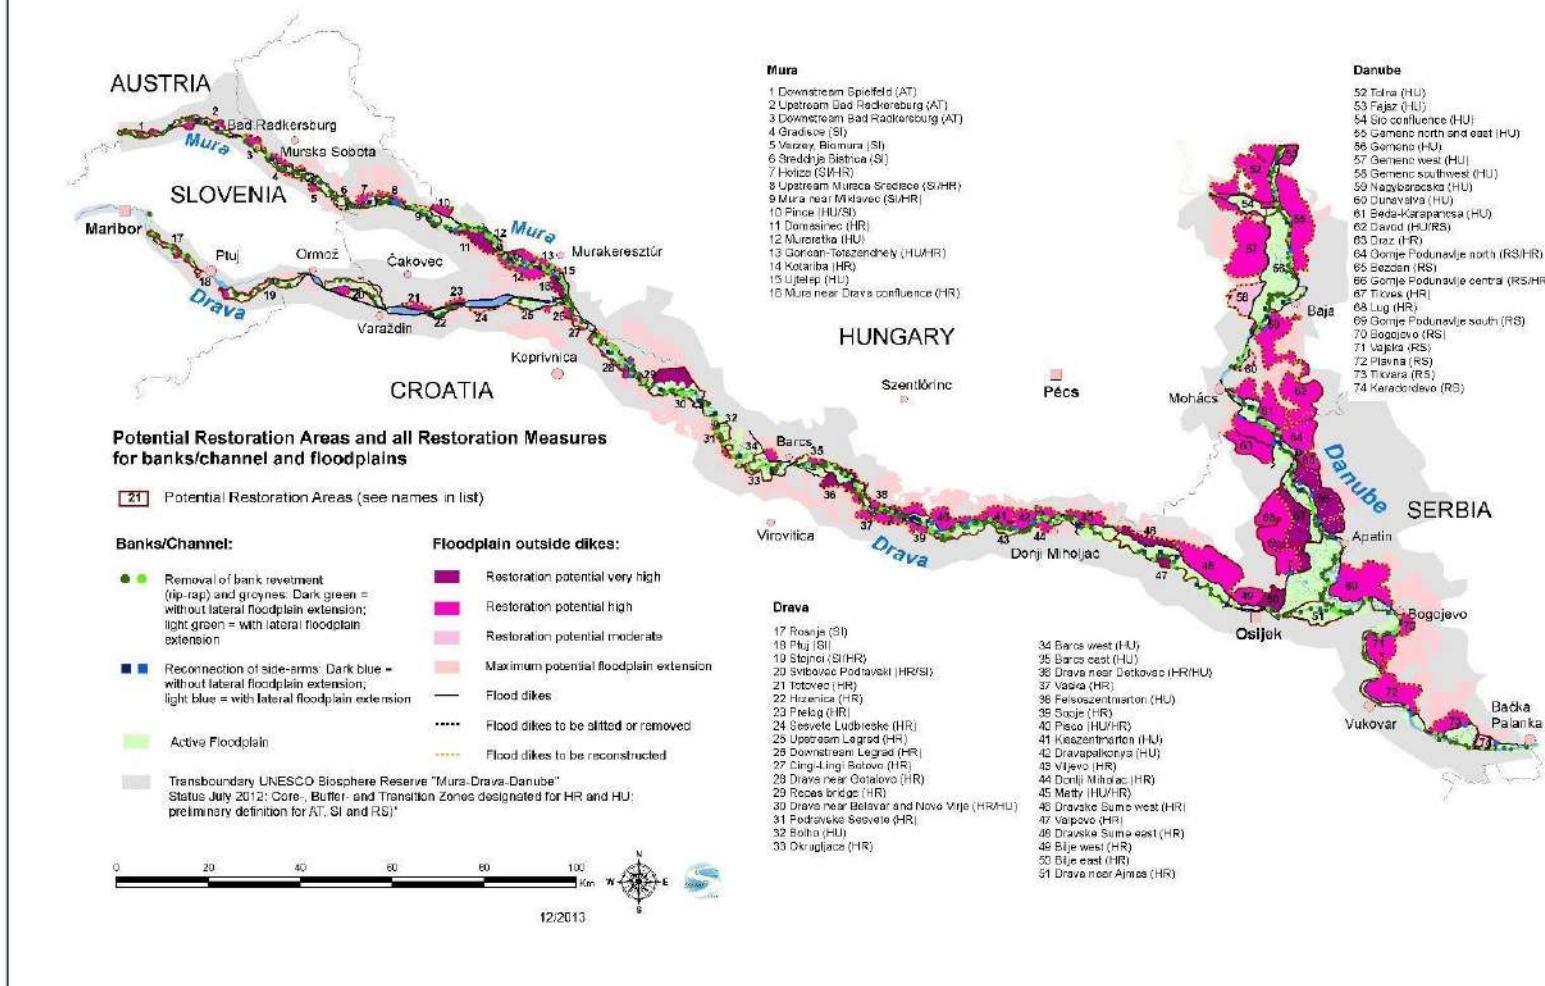 AUSTRIA
Bad Radkersburg
Mura
Murska Sobota
SLOVENIA
Maribor
Ptuj
Ormož
Čakovec
Mura
Murakeresztúr
Drava
Varaždin
Koprivnica
CROATIA
HUNGARY
Szentlőrinc
Pécs
Mohács
Baja
Barcs
Virovitica
Drava
Donji Miholjac
Osijek
Danube
SERBIA
Apatin
Bogojevo
Vukovar
Bačka
Palanka
Mura
1 Downstream Spielfeld (AT)
2 Upstream Bad Radkersburg (AT)
3 Downstream Bad Radkersburg (AT)
4 Gradisce (SI)
5 Verzej, Biomura (SI)
6 Sreddnja Bistrica (SI)
7 Hotiza (SI/HR)
8 Upstream Mursca Sredisce (SI/HR)
9 Mura near Miklavec (SI/HR)
10 Pince (HU/SI)
11 Domasinec (HR)
12 Muraratka (HU)
13 Gorican-Totszerdhely (HU/HR)
14 Kotariba (HR)
15 Ujtelep (HU)
16 Mura near Drava confluence (HR)
Danube
52 Tolna (HU)
53 Fajsz (HU)
54 Sio confluence (HU)
55 Gemenc north and east (HU)
56 Gemenc (HU)
57 Gemenc west (HU)
58 Gemenc southwest (HU)
59 Nagybaracska (HU)
60 Dunavalva (HU)
61 Beda-Karapancsa (HU)
62 Davod (HU/RS)
63 Draz (HR)
64 Gornje Podunavlje north (RS/HR)
65 Bezdan (RS)
66 Gornje Podunavlje central (RS/HR
67 Tikves (HR)
68 Lug (HR)
69 Gornje Podunavlje south (RS)
70 Bogojevo (RS)
71 Vajska (RS)
72 Plavna (RS)
73 Tikvara (RS)
74 Karadordevo (RS)
Potential Restoration Areas and all Restoration Measures
for banks/channel and floodplains
21 Potential Restoration Areas (see names in list)
Banks/Channel:
Removal of bank revetment
(rip-rap) and groynes: Dark green =
without lateral floodplain extension;
light green = with lateral floodplain
extension
Reconnection of side-arms: Dark blue =
without lateral floodplain extension;
light blue = with lateral floodplain extension
Active Floodplain
Transboundary UNESCO Biosphere Reserve "Mura-Drava-Danube"
Status July 2012: Core-, Buffer- and Transition Zones designated for HR and HU;
preliminary definition for AT, SI and RS)"
Floodplain outside dikes:
Restoration potential very high
Restoration potential high
Restoration potential moderate
Maximum potential floodplain extension
Flood dikes
Flood dikes to be slitted or removed
Flood dikes to be reconstructed
Drava
17 Rosnja (SI)
18 Ptuj (SI)
19 Stojnci (SI/HR)
20 Svibovec Podravski (HR/SI)
21 Totovec (HR)
22 Hrzenica (HR)
23 Prelog (HR)
24 Sesvete Ludbreske (HR)
25 Upstream Legrad (HR)
26 Downstream Legrad (HR)
27 Cingi-Lingi Botovo (HR)
28 Drava near Gotalovo (HR)
29 Repas bridge (HR)
30 Drava near Belavar and Novo Virje (HR/HU)
31 Podravske Sesvete (HR)
32 Bolho (HU)
33 Okrugljaca (HR)
34 Barcs west (HU)
35 Barcs east (HU)
36 Drava near Detkovac (HR/HU)
37 Vaska (HR)
38 Felsoszentmarton (HU)
39 Sopje (HR)
40 Pisco (HU/HR)
41 Kisszentmarton (HU)
42 Dravapalkonya (HU)
43 Viljevo (HR)
44 Donlji Miholac (HR)
45 Matty (HU/HR)
46 Dravske Sume west (HR)
47 Valpovo (HR)
48 Dravske Sume east (HR)
49 Bilje west (HR)
50 Bilje east (HR)
51 Drava near Ajmas (HR)
0 20 40 60 80 100
Km
N
W E
S
12/2013